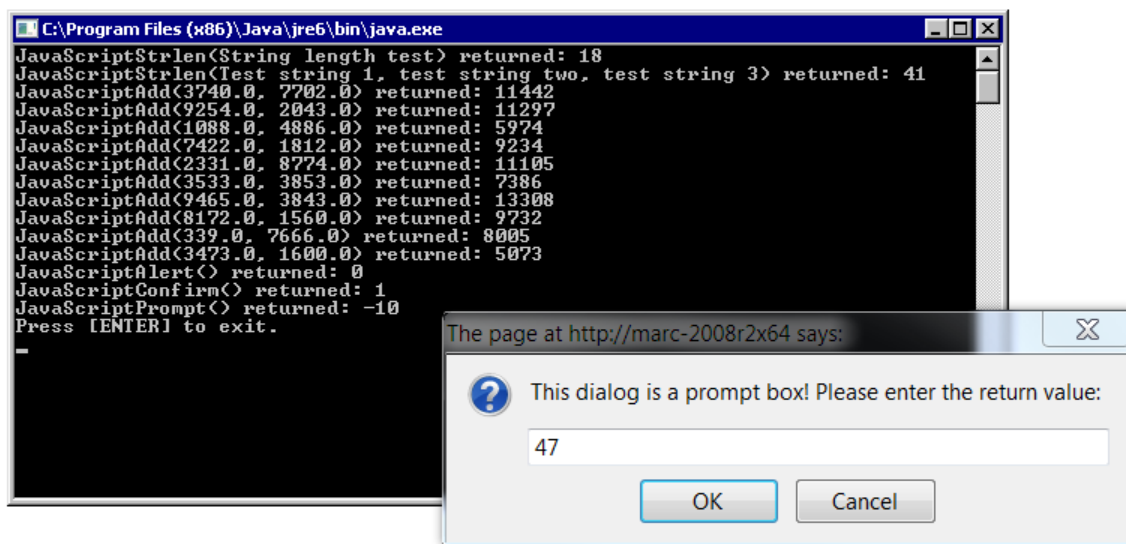 C:\Program Files (x86)\Java\jre6\bin\java.exe
JavaScriptStrlen(String length test) returned: 18
JavaScriptStrlen(Test string 1, test string two, test string 3) returned: 41
JavaScriptAdd(3740.0, 7702.0) returned: 11442
JavaScriptAdd(9254.0, 2043.0) returned: 11297
JavaScriptAdd(1088.0, 4886.0) returned: 5974
JavaScriptAdd(7422.0, 1812.0) returned: 9234
JavaScriptAdd(2331.0, 8774.0) returned: 11105
JavaScriptAdd(3533.0, 3853.0) returned: 7386
JavaScriptAdd(9465.0, 3843.0) returned: 13308
JavaScriptAdd(8172.0, 1560.0) returned: 9732
JavaScriptAdd(339.0, 7666.0) returned: 8005
JavaScriptAdd(3473.0, 1600.0) returned: 5073
JavaScriptAlert() returned: 0
JavaScriptConfirm() returned: 1
JavaScriptPrompt() returned: -10
Press [ENTER] to exit.
The page at http://marc-2008r2x64 says:
This dialog is a prompt box! Please enter the return value:
47
OK Cancel